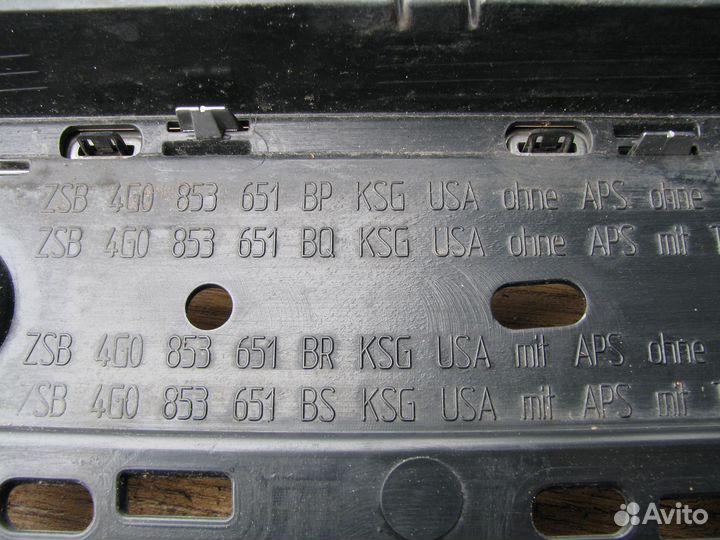 ZSB 4G0 853 651 BP KSG USA ohne APS ohne
ZSB 4G0 853 651 BQ KSG USA ohne APS mit T
ZSB 4G0 853 651 BR KSG USA mit APS ohne
ZSB 4G0 853 651 BS KSG USA mit APS mit T
Avito